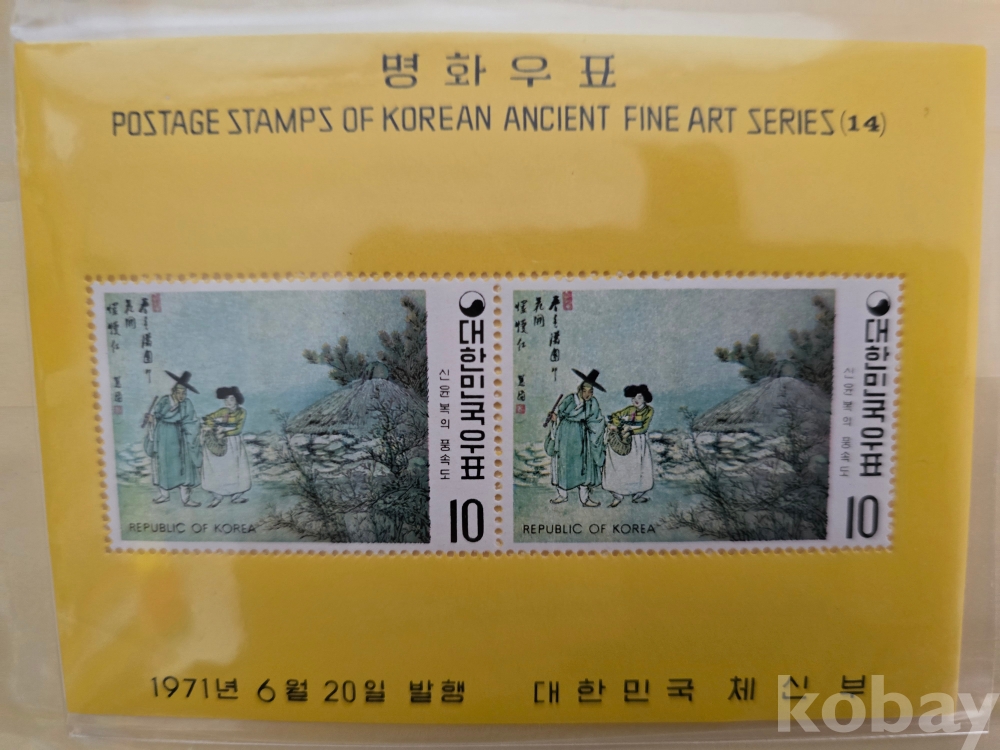 명화우표
POSTAGE STAMPS OF KOREAN ANCIENT FINE ART SERIES (14)
대한민국우표
신윤복의 풍속도
REPUBLIC OF KOREA
10
대한민국우표
신윤복의 풍속도
REPUBLIC OF KOREA
10
1971년 6월 20일 발행 대한민국 체신부
kobay